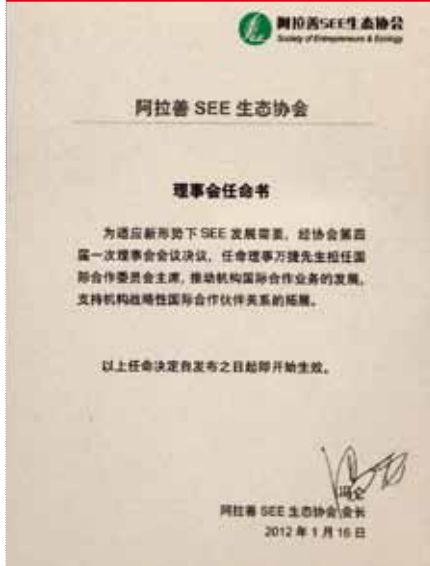 阿拉善SEE生态协会
Society of Entrepreneurs & Ecology
阿拉善 SEE 生态协会
理事会任命书
为适应新形势下 SEE 发展需要，经协会第四
届一次理事会会议决议，任命理事万捷先生担任国
际合作委员会主席，推动机构国际合作业务的发展，
支持机构战略性国际合作伙伴关系的拓展。
以上任命决定自发布之日起即开始生效。
阿拉善 SEE 生态协会 会长
2012 年 1 月 16 日